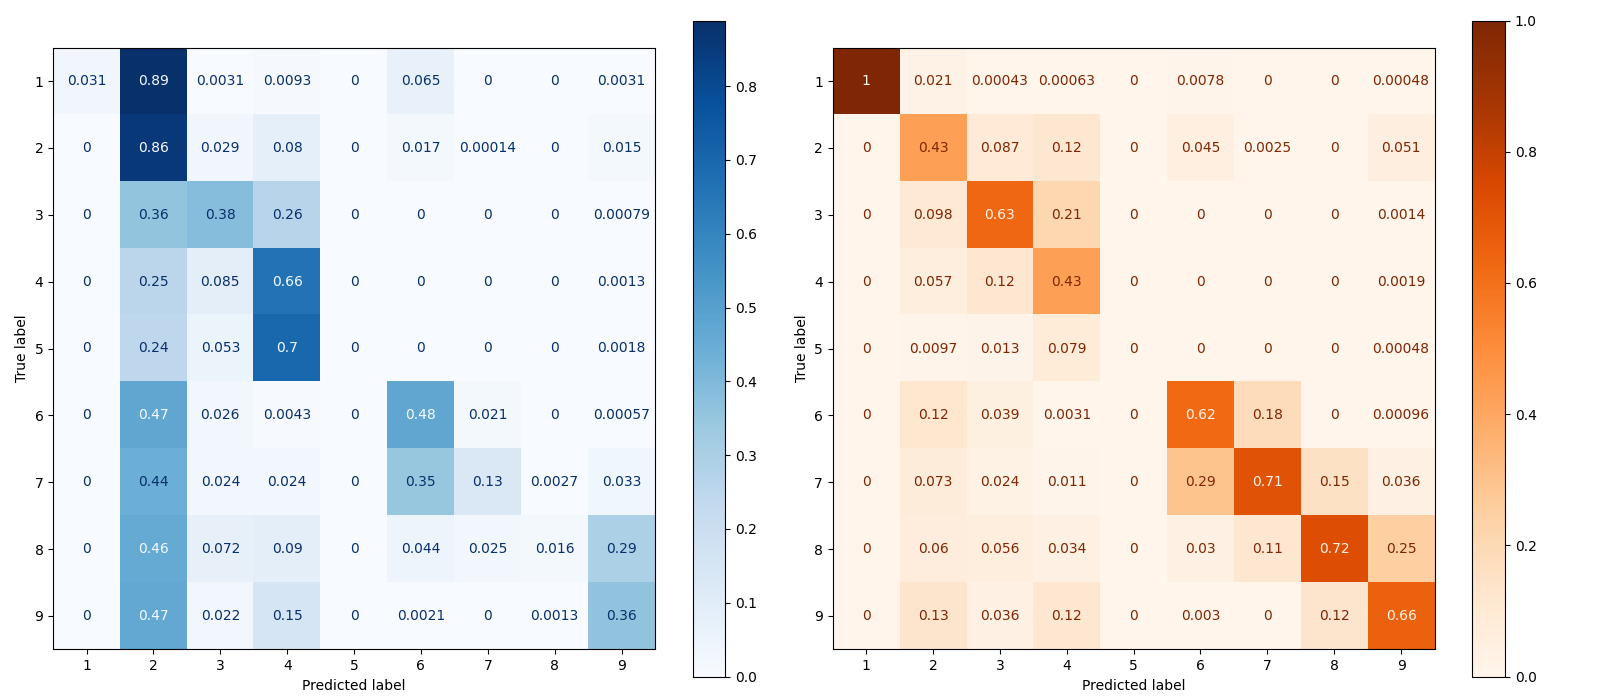 1 0.031 0.89 0.0031 0.0093 0 0.065 0 0 0.0031
2 0 0.86 0.029 0.08 0 0.017 0.00014 0 0.015
3 0 0.36 0.38 0.26 0 0 0 0 0.00079
4 0 0.25 0.085 0.66 0 0 0 0 0.0013
5 0 0.24 0.053 0.7 0 0 0 0 0.0018
6 0 0.47 0.026 0.0043 0 0.48 0.021 0 0.00057
7 0 0.44 0.024 0.024 0 0.35 0.13 0.0027 0.033
8 0 0.46 0.072 0.09 0 0.044 0.025 0.016 0.29
9 0 0.47 0.022 0.15 0 0.0021 0 0.0013 0.36
1 2 3 4 5 6 7 8 9
Predicted label
True label
0.8
0.7
0.6
0.5
0.4
0.3
0.2
0.1
0.0
1 1 0.021 0.00043 0.00063 0 0.0078 0 0 0.00048
2 0 0.43 0.087 0.12 0 0.045 0.0025 0 0.051
3 0 0.098 0.63 0.21 0 0 0 0 0.0014
4 0 0.057 0.12 0.43 0 0 0 0 0.0019
5 0 0.0097 0.013 0.079 0 0 0 0 0.00048
6 0 0.12 0.039 0.0031 0 0.62 0.18 0 0.00096
7 0 0.073 0.024 0.011 0 0.29 0.71 0.15 0.036
8 0 0.06 0.056 0.034 0 0.03 0.11 0.72 0.25
9 0 0.13 0.036 0.12 0 0.003 0 0.12 0.66
1 2 3 4 5 6 7 8 9
Predicted label
True label
1.0
0.8
0.6
0.4
0.2
0.0